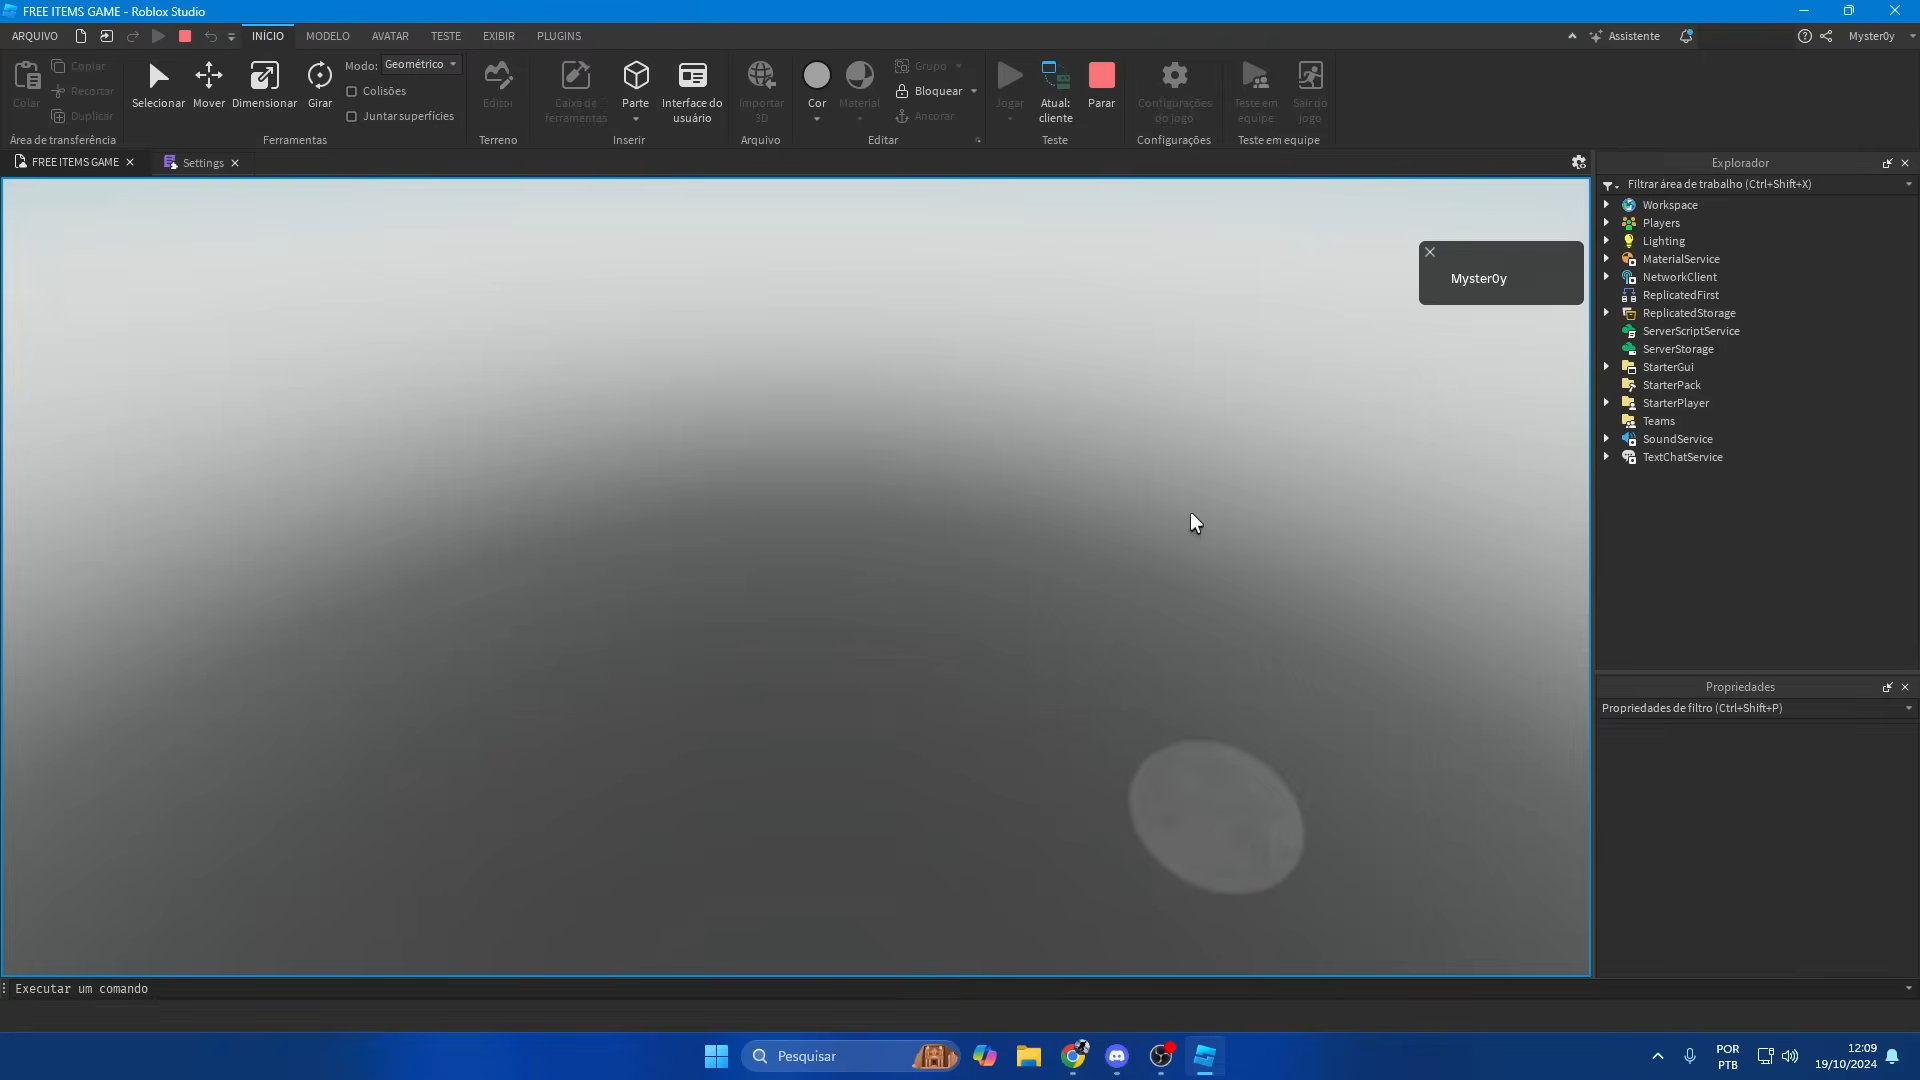 FREE ITEMS GAME - Roblox Studio
ARQUIVO INÍCIO MODELO AVATAR TESTE EXIBIR PLUGINS Assistente Myster0y
Colar
Copiar
Recortar
Duplicar
Área de transferência
Selecionar Mover Dimensionar Girar
Modo: Geométrico
Colisões
Juntar superfícies
Ferramentas
Editor
Terreno
Caixa de ferramentas
Parte
Interface do usuário
Inserir
Importar 3D
Arquivo
Cor
Material
Grupo
Bloquear
Ancorar
Editar
Jogar
Atual: cliente
Parar
Teste
Configurações do jogo
Configurações
Teste em equipe
Sair do jogo
Teste em equipe
FREE ITEMS GAME
Settings
Myster0y
Explorador
Filtrar área de trabalho (Ctrl+Shift+X)
Workspace
Players
Lighting
MaterialService
NetworkClient
ReplicatedFirst
ReplicatedStorage
ServerScriptService
ServerStorage
StarterGui
StarterPack
StarterPlayer
Teams
SoundService
TextChatService
Propriedades
Propriedades de filtro (Ctrl+Shift+P)
Executar um comando
Pesquisar
POR
PTB
12:09
19/10/2024